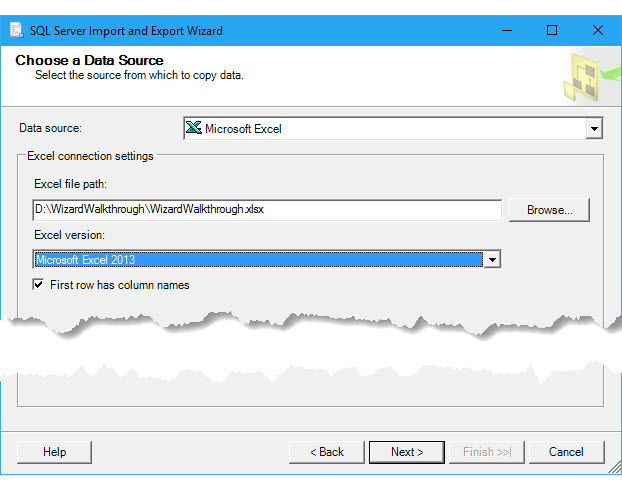 SQL Server Import and Export Wizard
Choose a Data Source
Select the source from which to copy data.
Data source:
Microsoft Excel
Excel connection settings
Excel file path:
D:\WizardWalkthrough\WizardWalkthrough.xlsx
Browse...
Excel version:
Microsoft Excel 2013
First row has column names
Help
< Back
Next >
Finish >>|
Cancel